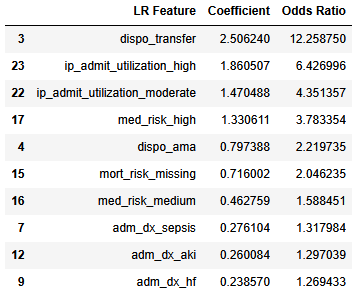 LR Feature Coefficient Odds Ratio
3 dispo_transfer 2.506240 12.258750
23 ip_admit_utilization_high 1.860507 6.426996
22 ip_admit_utilization_moderate 1.470488 4.351357
17 med_risk_high 1.330611 3.783354
4 dispo_ama 0.797388 2.219735
15 mort_risk_missing 0.716002 2.046235
16 med_risk_medium 0.462759 1.588451
7 adm_dx_sepsis 0.276104 1.317984
12 adm_dx_aki 0.260084 1.297039
9 adm_dx_hf 0.238570 1.269433